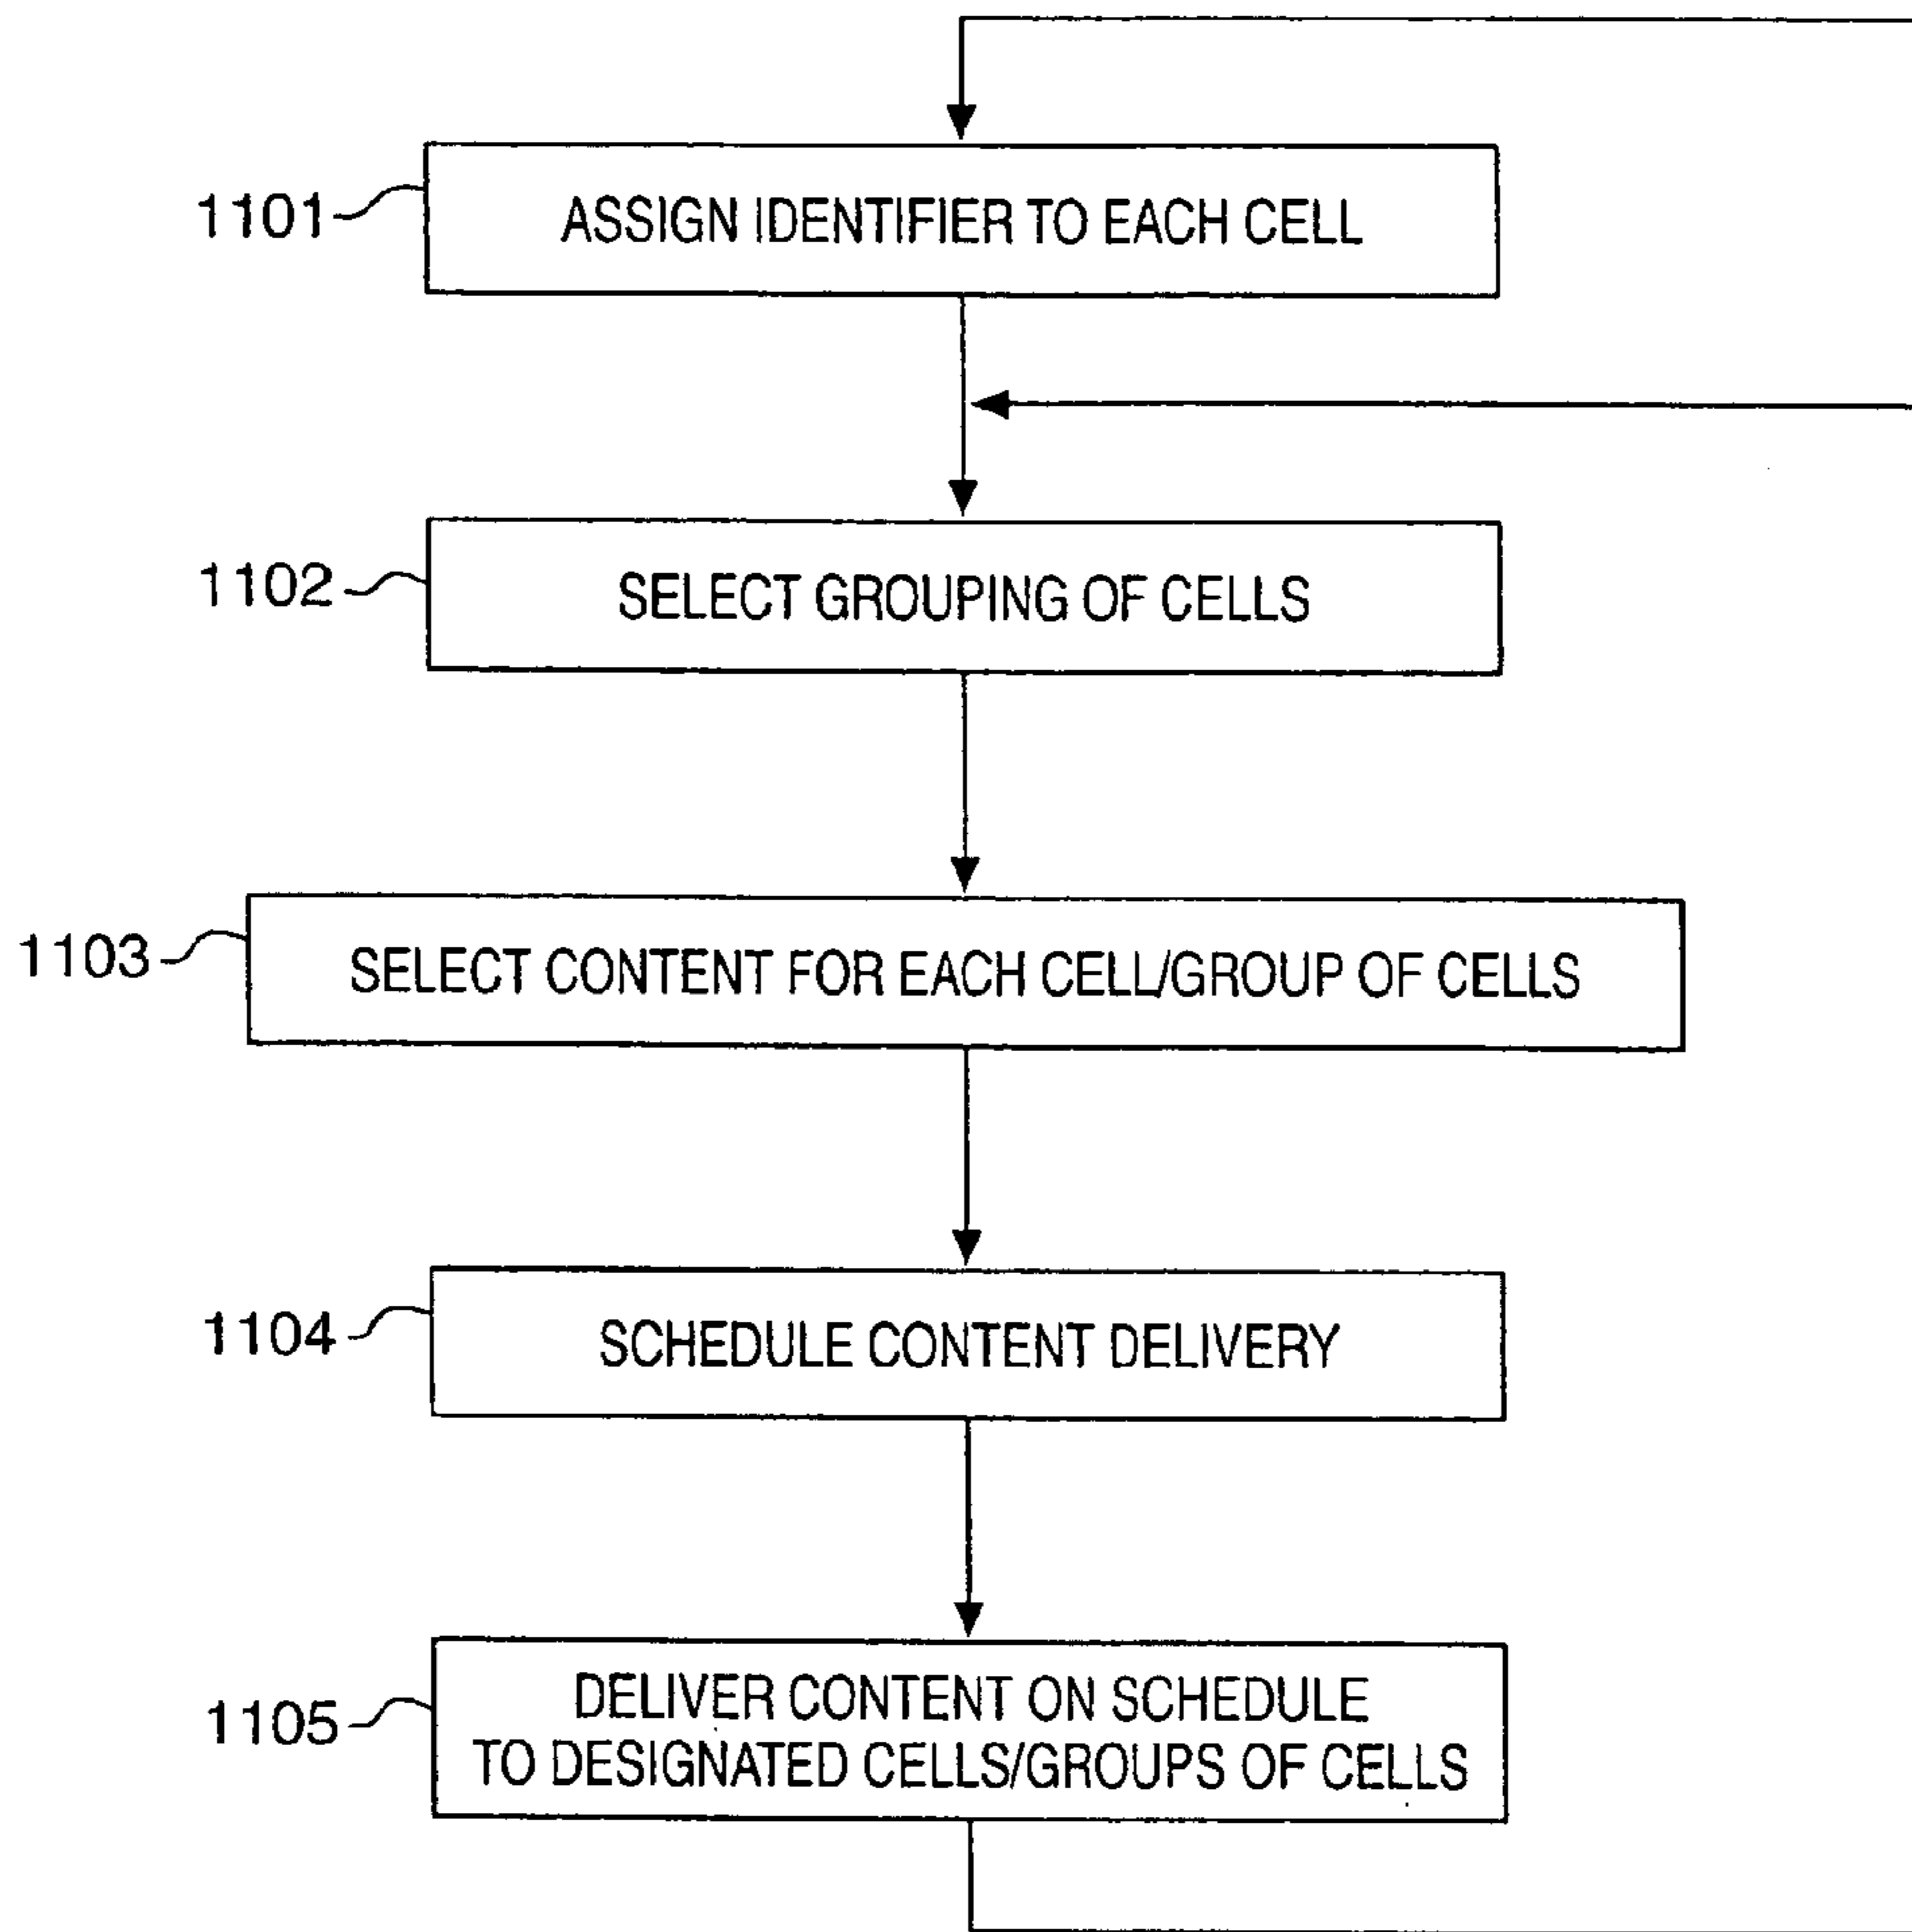 1101
ASSIGN IDENTIFIER TO EACH CELL
1102
SELECT GROUPING OF CELLS
1103
SELECT CONTENT FOR EACH CELL/GROUP OF CELLS
1104
SCHEDULE CONTENT DELIVERY
1105
DELIVER CONTENT ON SCHEDULE
TO DESIGNATED CELLS/GROUPS OF CELLS